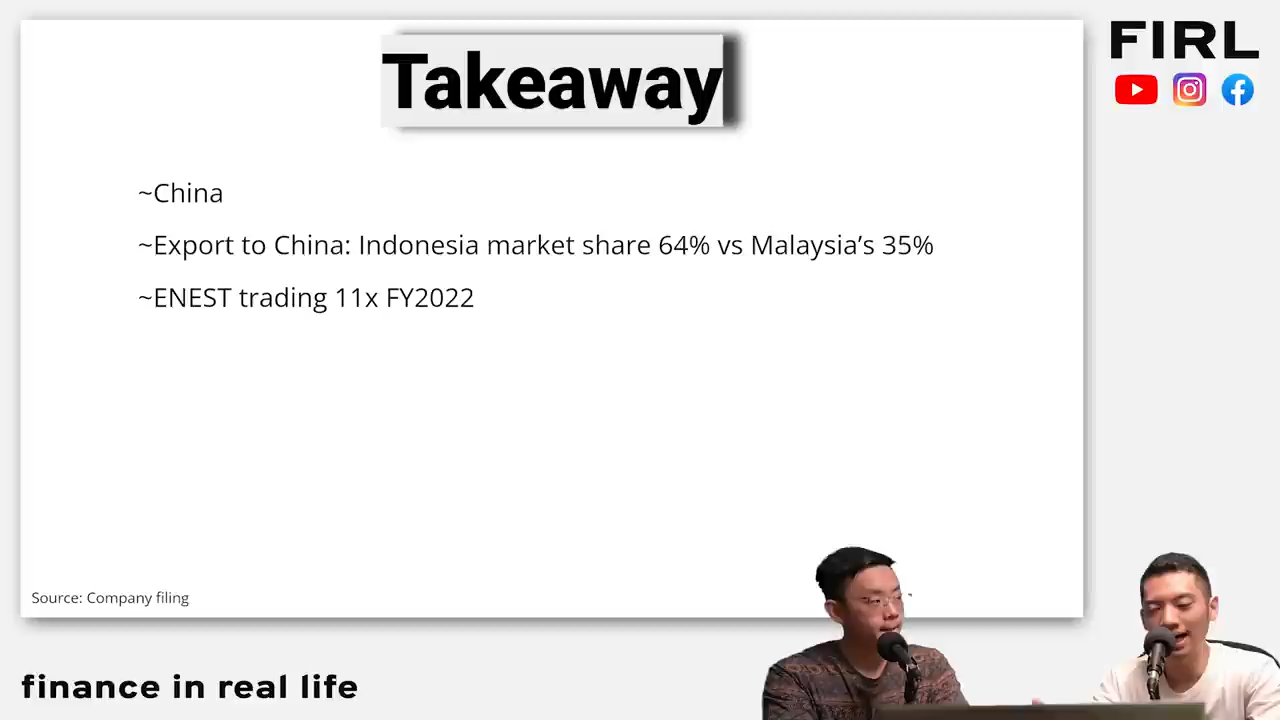 Takeaway
FIRL
~China
~Export to China: Indonesia market share 64% vs Malaysia’s 35%
~ENEST trading 11x FY2022
Source: Company filing
finance in real life